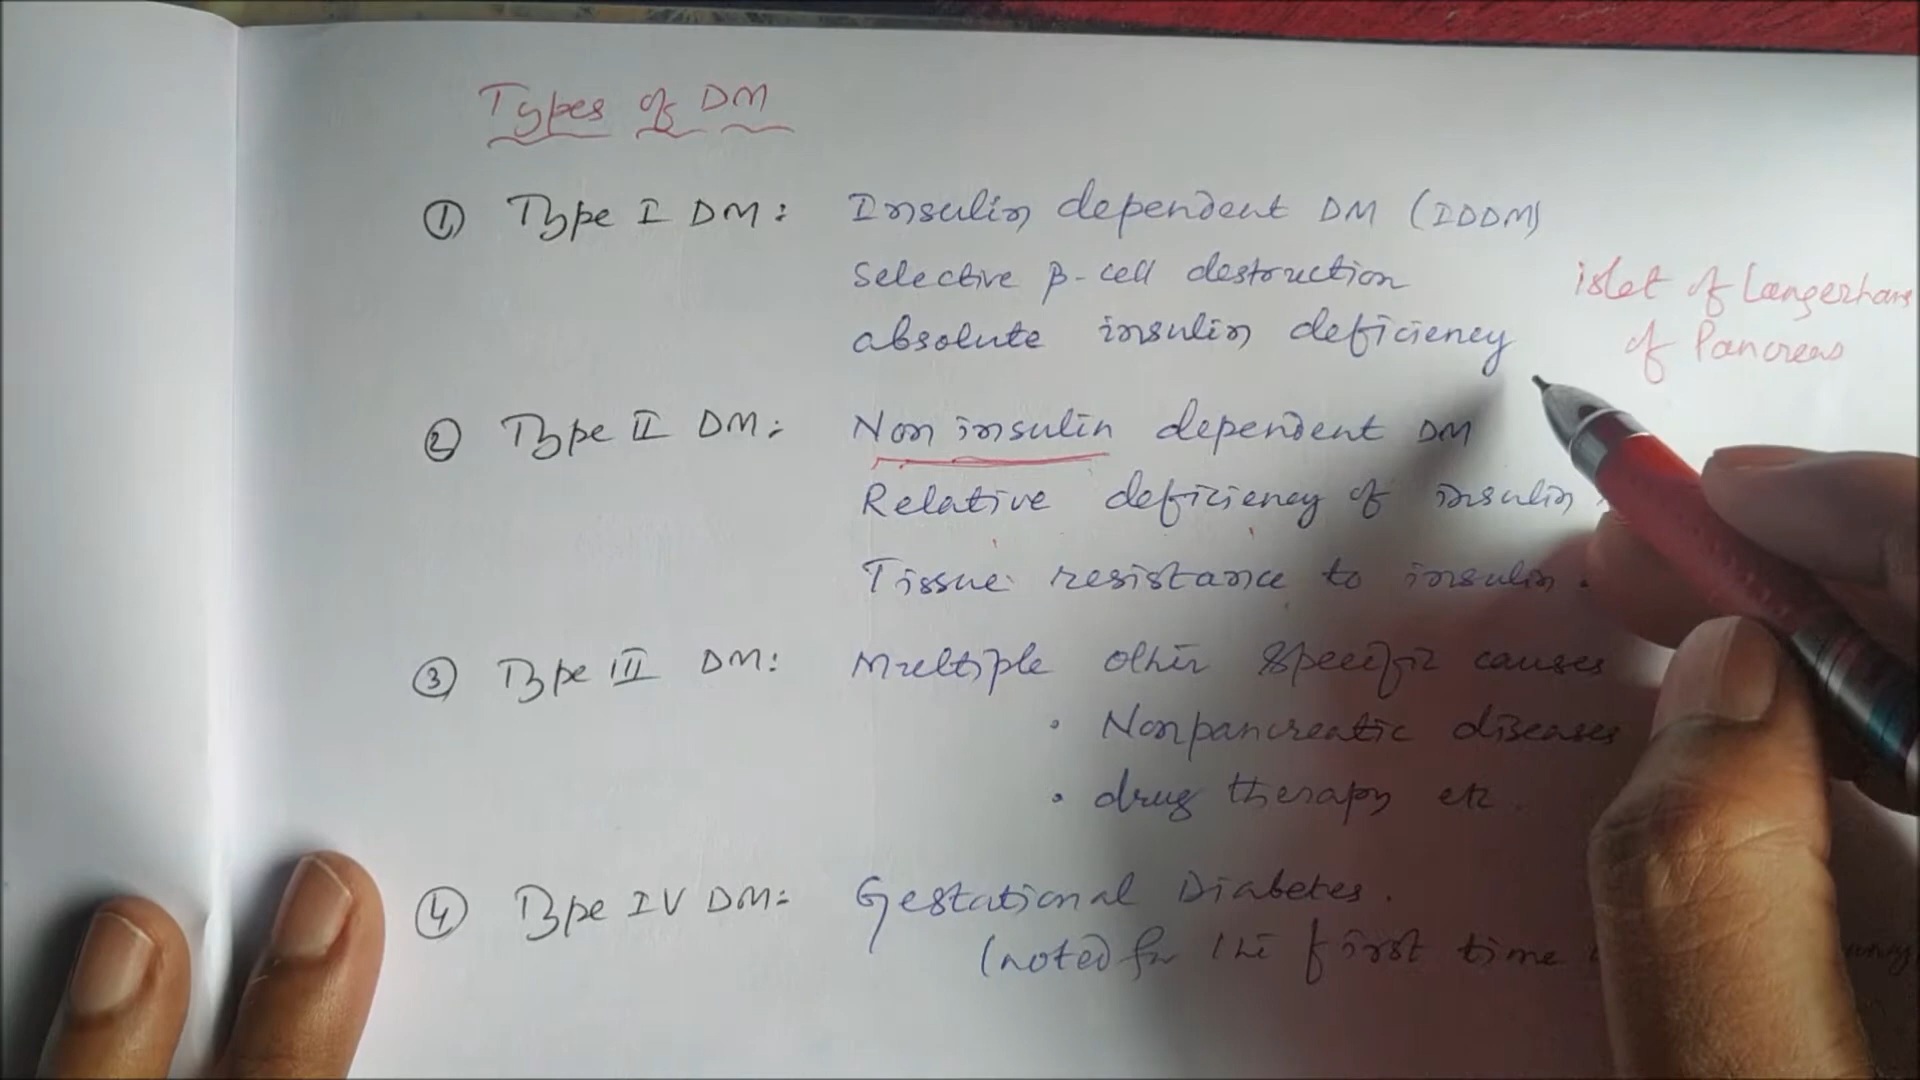 Types of DM
① Type I DM: Insulin dependent DM (IDDM)
Selective β-cell destruction
islet of Langerhans
absolute insulin deficiency
of Pancreas
② Type II DM: Non insulin dependent DM
Relative deficiency of insulin
Tissue resistance to insulin.
③ Type III DM: Multiple other specific causes
• Nonpancreatic diseases
• drug therapy etc.
④ Type IV DM: Gestational Diabetes.
(noted for the first time